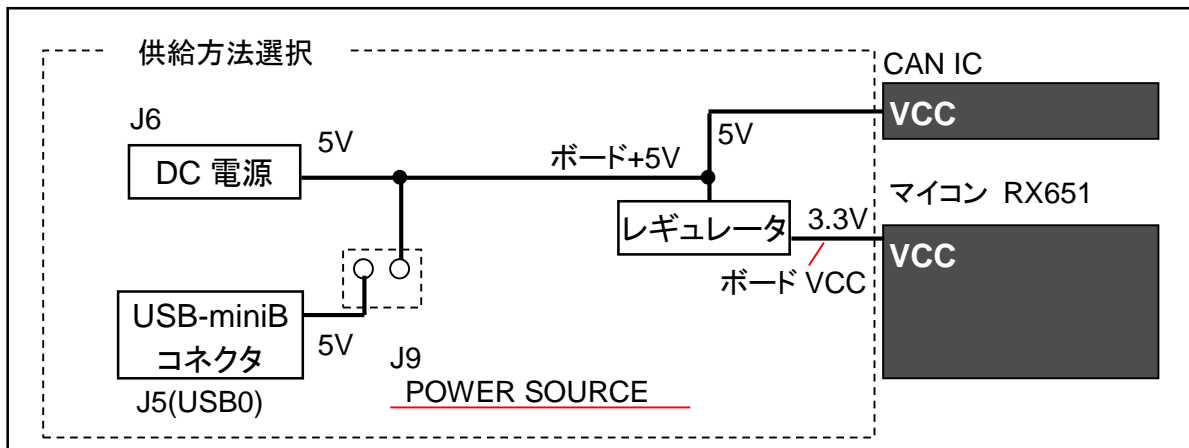 供給方法選択
CAN IC
VCC
J6
5V
5V
DC 電源
ボード+5V
マイコン RX651
レギュレータ
3.3V
VCC
ボード VCC
USB-miniB
コネクタ
5V
J9
POWER SOURCE
J5(USB0)